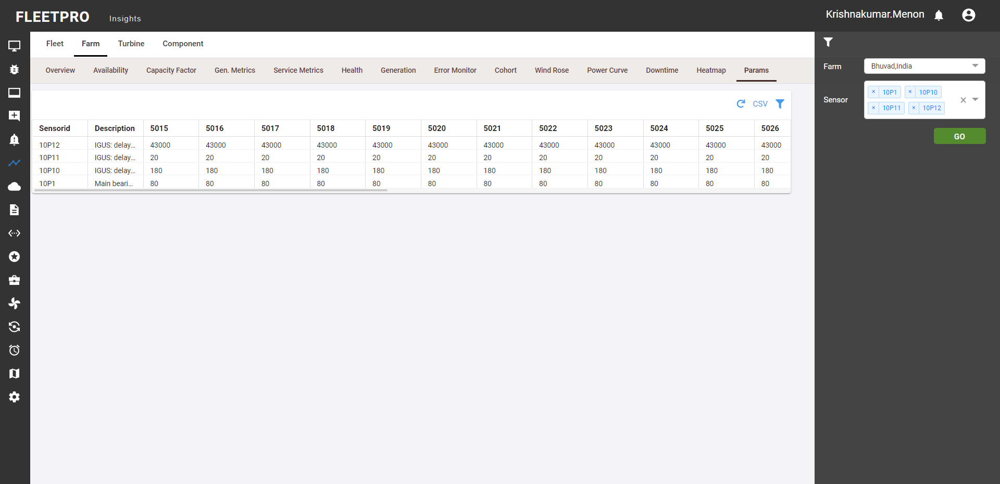 FLEETPRO Insights Krishnakumar.Menon
Fleet Farm Turbine Component
Overview Availability Capacity Factor Gen. Metrics Service Metrics Health Generation Error Monitor Cohort Wind Rose Power Curve Downtime Heatmap Params
CSV
Sensorid Description 5015 5016 5017 5018 5019 5020 5021 5022 5023 5024 5025 5026
10P12 IGUS: delay... 43000 43000 43000 43000 43000 43000 43000 43000 43000 43000 43000 43000
10P11 IGUS: delay... 20 20 20 20 20 20 20 20 20 20 20 20
10P10 IGUS: delay... 180 180 180 180 180 180 180 180 180 180 180 180
10P1 Main beari... 80 80 80 80 80 80 80 80 80 80 80 80
Farm Bhuvad,India
Sensor
× 10P1 × 10P10
× 10P11 × 10P12
GO